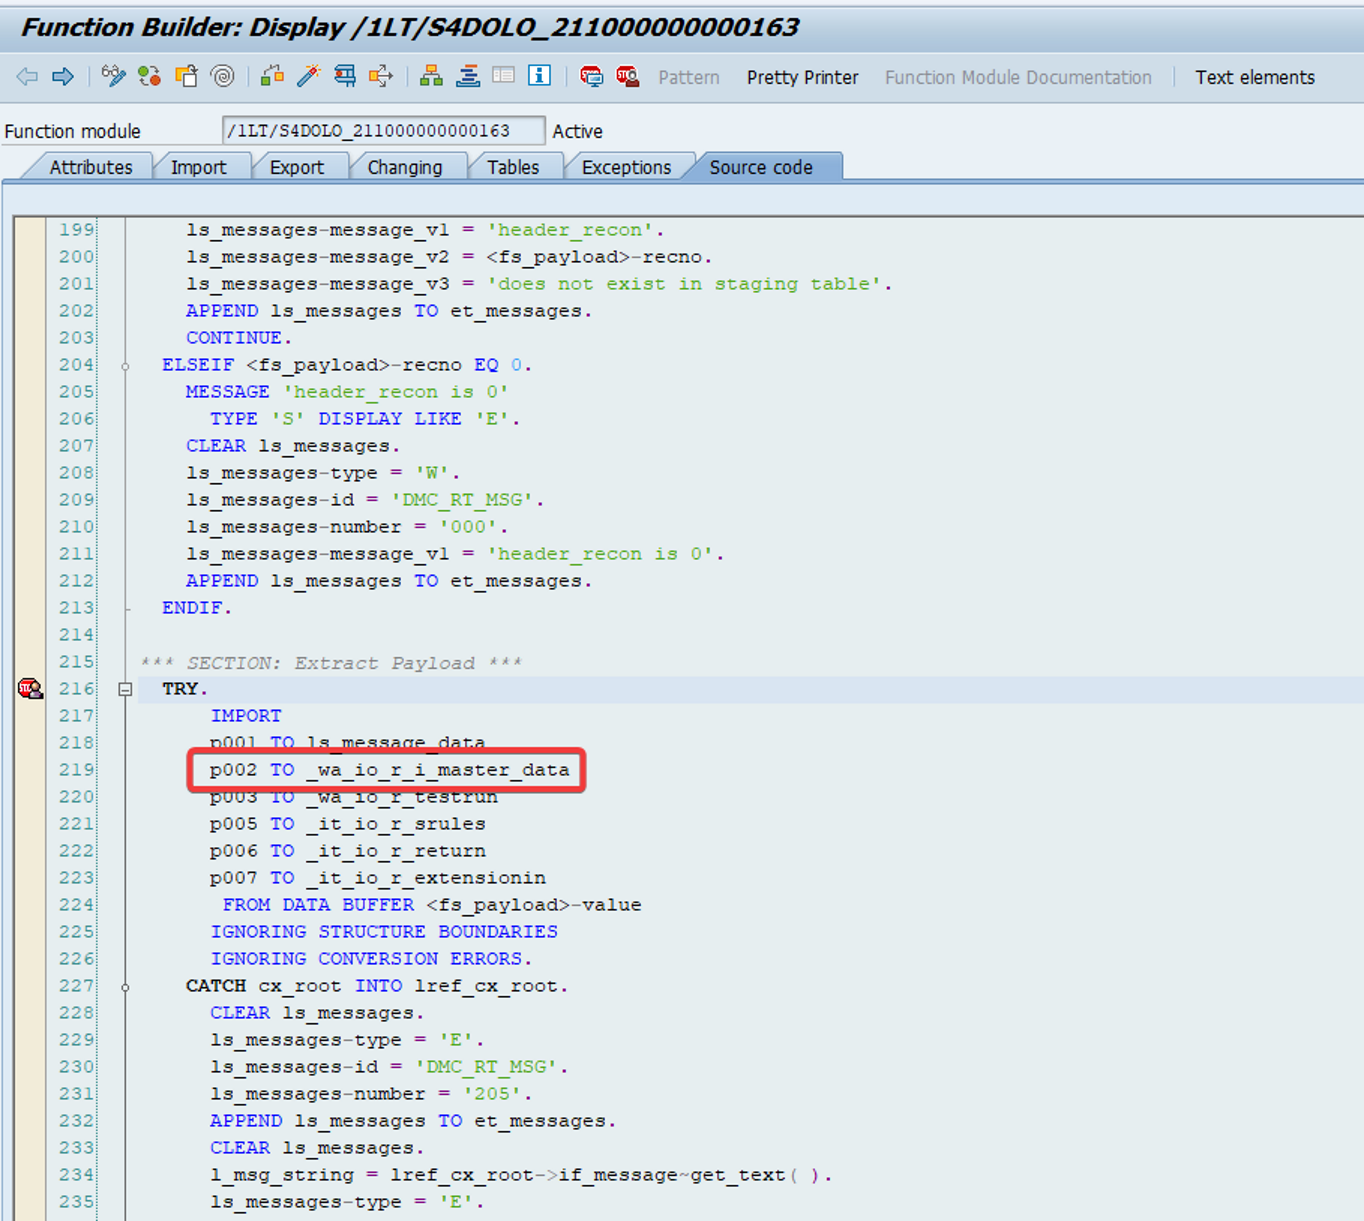 Function Builder: Display /1LT/S4DOLO_211000000000163
Pattern Pretty Printer Function Module Documentation Text elements
Function module /1LT/S4DOLO_211000000000163 Active
Attributes Import Export Changing Tables Exceptions Source code
199 ls_messages-message_v1 = 'header_recon'.
200 ls_messages-message_v2 = <fs_payload>-recno.
201 ls_messages-message_v3 = 'does not exist in staging table'.
202 APPEND ls_messages TO et_messages.
203 CONTINUE.
204 ELSEIF <fs_payload>-recno EQ 0.
205 MESSAGE 'header_recon is 0'
206 TYPE 'S' DISPLAY LIKE 'E'.
207 CLEAR ls_messages.
208 ls_messages-type = 'W'.
209 ls_messages-id = 'DMC_RT_MSG'.
210 ls_messages-number = '000'.
211 ls_messages-message_v1 = 'header_recon is 0'.
212 APPEND ls_messages TO et_messages.
213 ENDIF.
214
215 *** SECTION: Extract Payload ***
216 TRY.
217 IMPORT
218 p001 TO ls_message_data
219 p002 TO _wa_io_r_i_master_data
220 p003 TO _wa_io_r_testrun
221 p005 TO _it_io_r_srules
222 p006 TO _it_io_r_return
223 p007 TO _it_io_r_extensionin
224 FROM DATA BUFFER <fs_payload>-value
225 IGNORING STRUCTURE BOUNDARIES
226 IGNORING CONVERSION ERRORS.
227 CATCH cx_root INTO lref_cx_root.
228 CLEAR ls_messages.
229 ls_messages-type = 'E'.
230 ls_messages-id = 'DMC_RT_MSG'.
231 ls_messages-number = '205'.
232 APPEND ls_messages TO et_messages.
233 CLEAR ls_messages.
234 l_msg_string = lref_cx_root->if_message~get_text( ).
235 ls_messages-type = 'E'.